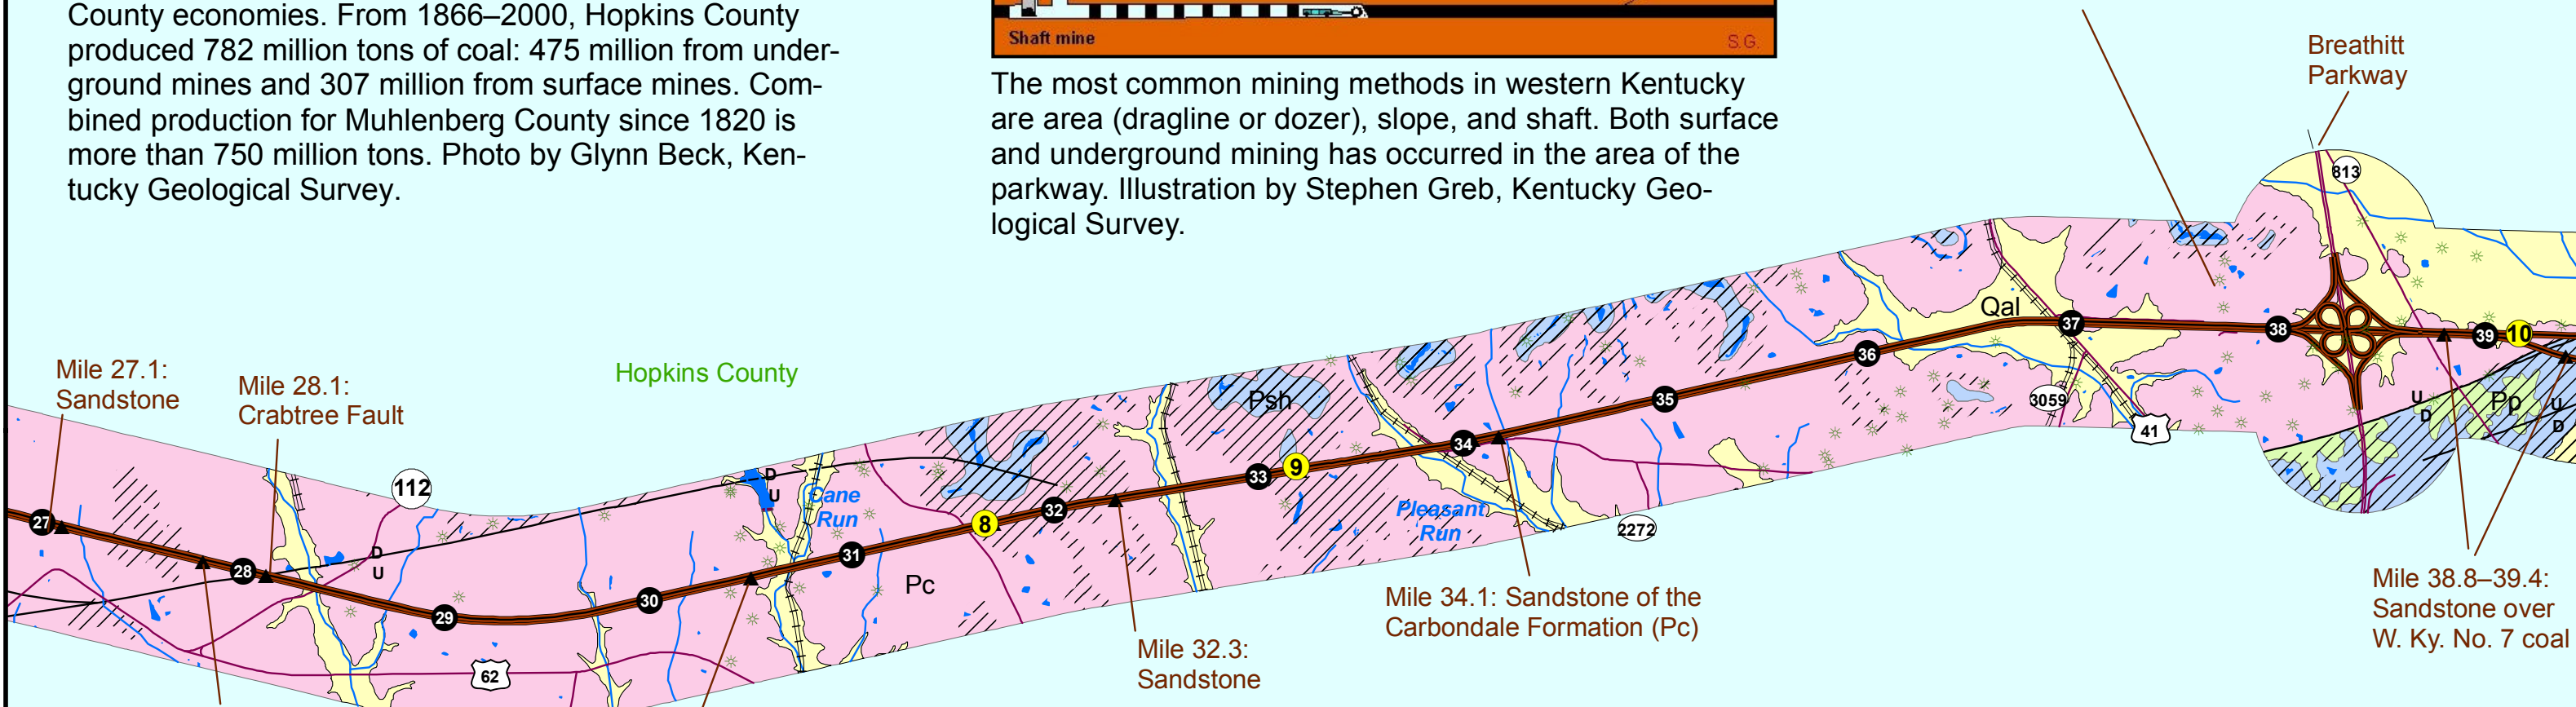 County economies. From 1866–2000, Hopkins County
produced 782 million tons of coal: 475 million from under-
ground mines and 307 million from surface mines. Com-
bined production for Muhlenberg County since 1820 is
more than 750 million tons. Photo by Glynn Beck, Ken-
tucky Geological Survey.
Shaft mine
S.G.
The most common mining methods in western Kentucky
are area (dragline or dozer), slope, and shaft. Both surface
and underground mining has occurred in the area of the
parkway. Illustration by Stephen Greb, Kentucky Geo-
logical Survey.
Breathitt
Parkway
813
Hopkins County
Mile 27.1:
Sandstone
Mile 28.1:
Crabtree Fault
112
27
28
29
30
31
8
32
33
9
34
35
36
37
38
39
10
D
U
D
U
Cane
Run
Pc
Psh
Pleasant
Run
Qal
3059
41
2272
62
U
D
Pp
U
D
Mile 32.3:
Sandstone
Mile 34.1: Sandstone of the
Carbondale Formation (Pc)
Mile 38.8–39.4:
Sandstone over
W. Ky. No. 7 coal